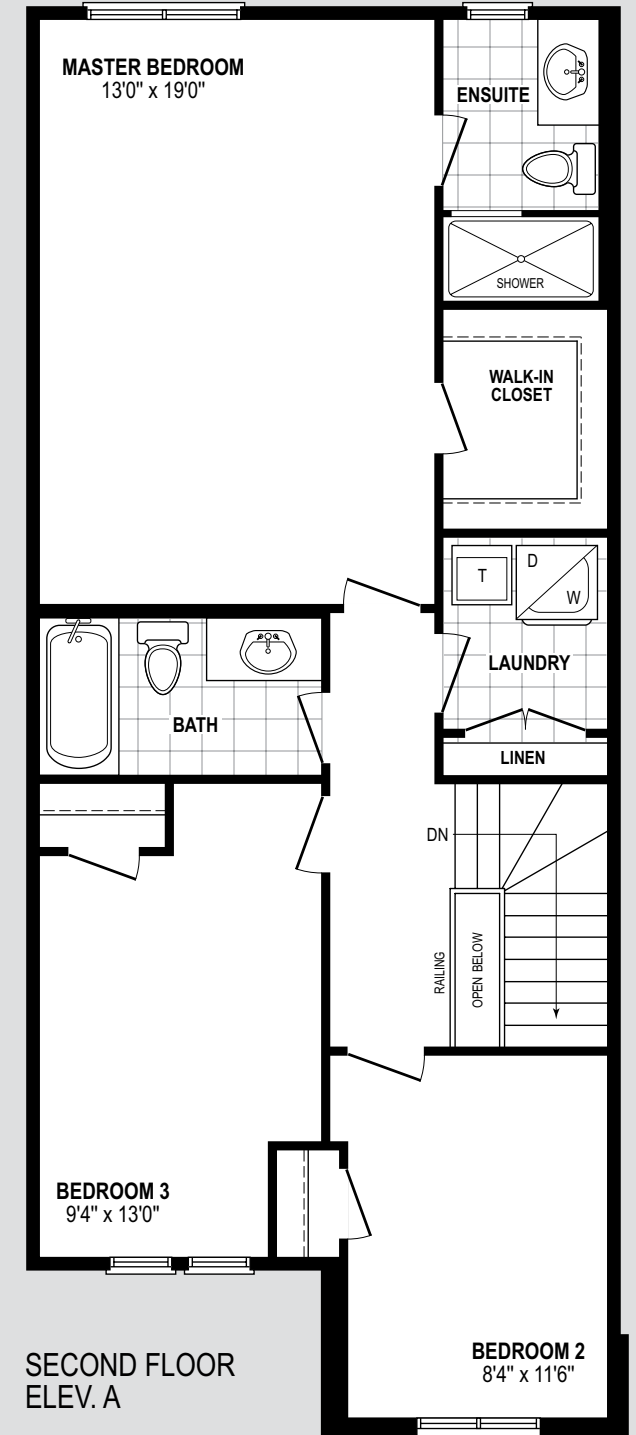 MASTER BEDROOM
13'0" x 19'0"
ENSUITE
SHOWER
WALK-IN
CLOSET
T
D
W
LAUNDRY
BATH
LINEN
DN
RAILING
OPEN BELOW
BEDROOM 3
9'4" x 13'0"
BEDROOM 2
8'4" x 11'6"
SECOND FLOOR
ELEV. A